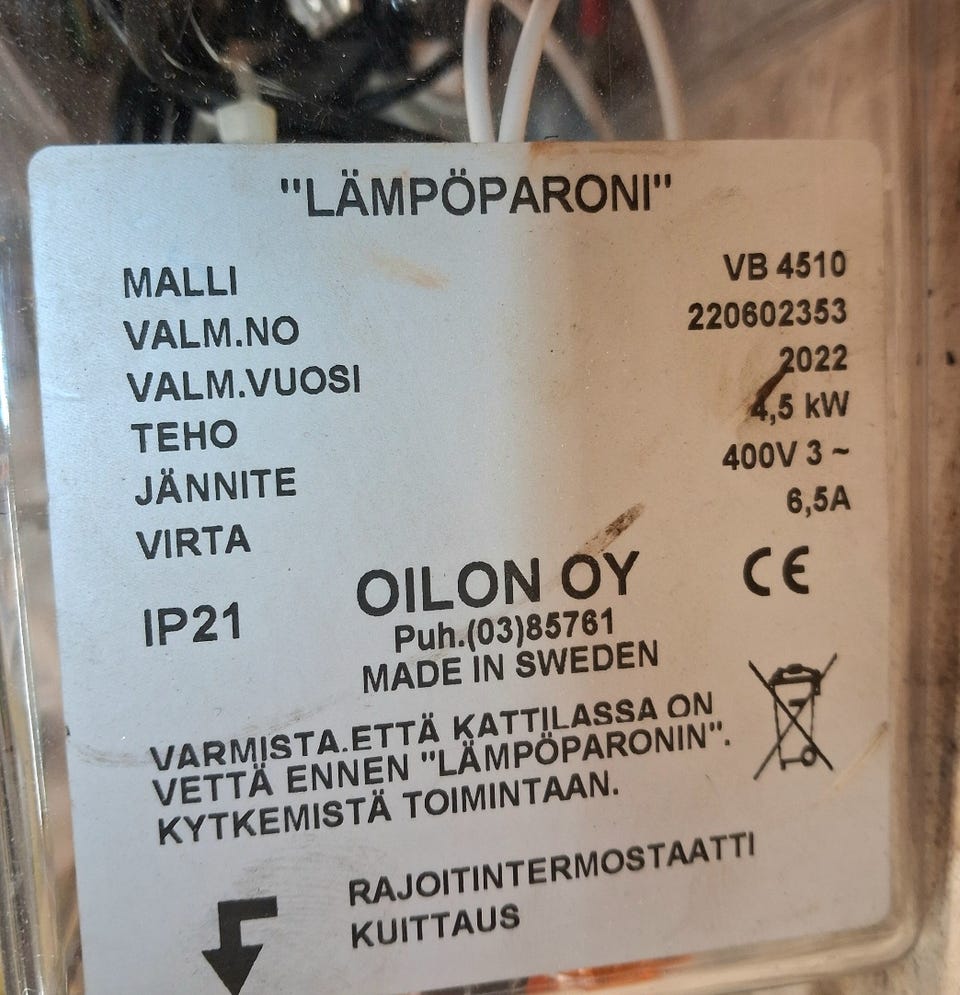 "LÄMPÖPARONI"
MALLI VB 4510
VALM.NO 220602353
VALM.VUOSI 2022
TEHO 4,5 kW
JÄNNITE 400V 3 ~
VIRTA 6,5A
IP21 OILON OY CE
Puh.(03)85761
MADE IN SWEDEN
VARMISTA.ETTÄ KATTILASSA ON
VETTÄ ENNEN "LÄMPÖPARONIN".
KYTKEMISTÄ TOIMINTAAN.
RAJOITINTERMOSTAATTI
KUITTAUS